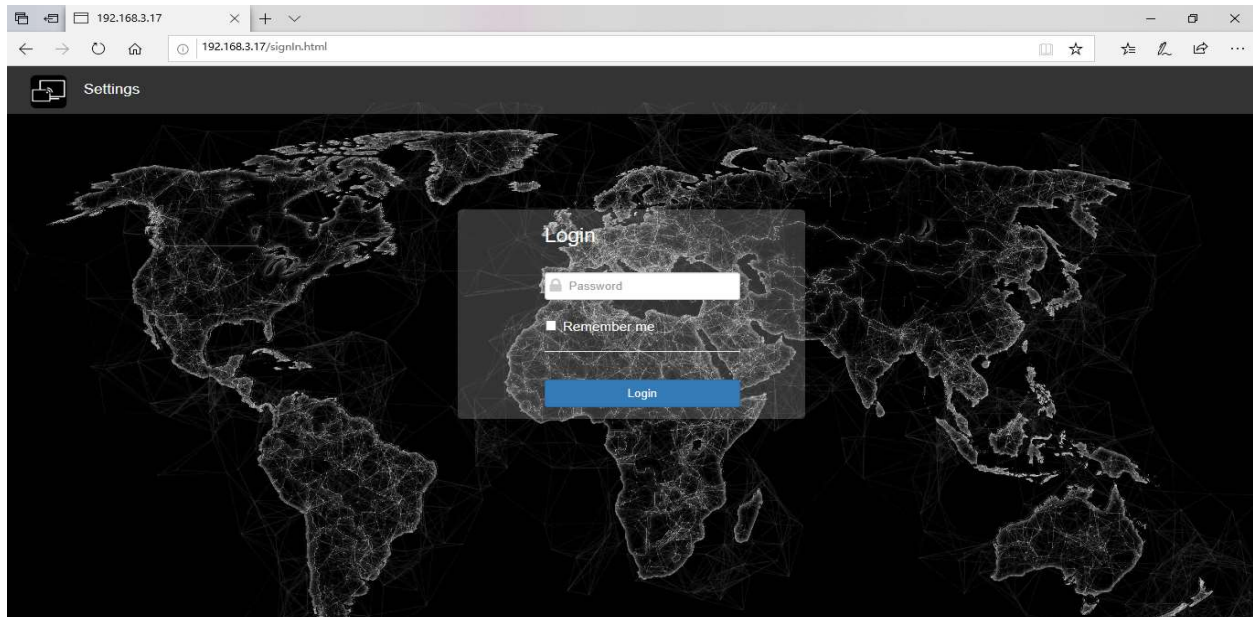 192.168.3.17
192.168.3.17/signIn.html
Settings
Login
Password
Remember me
Login